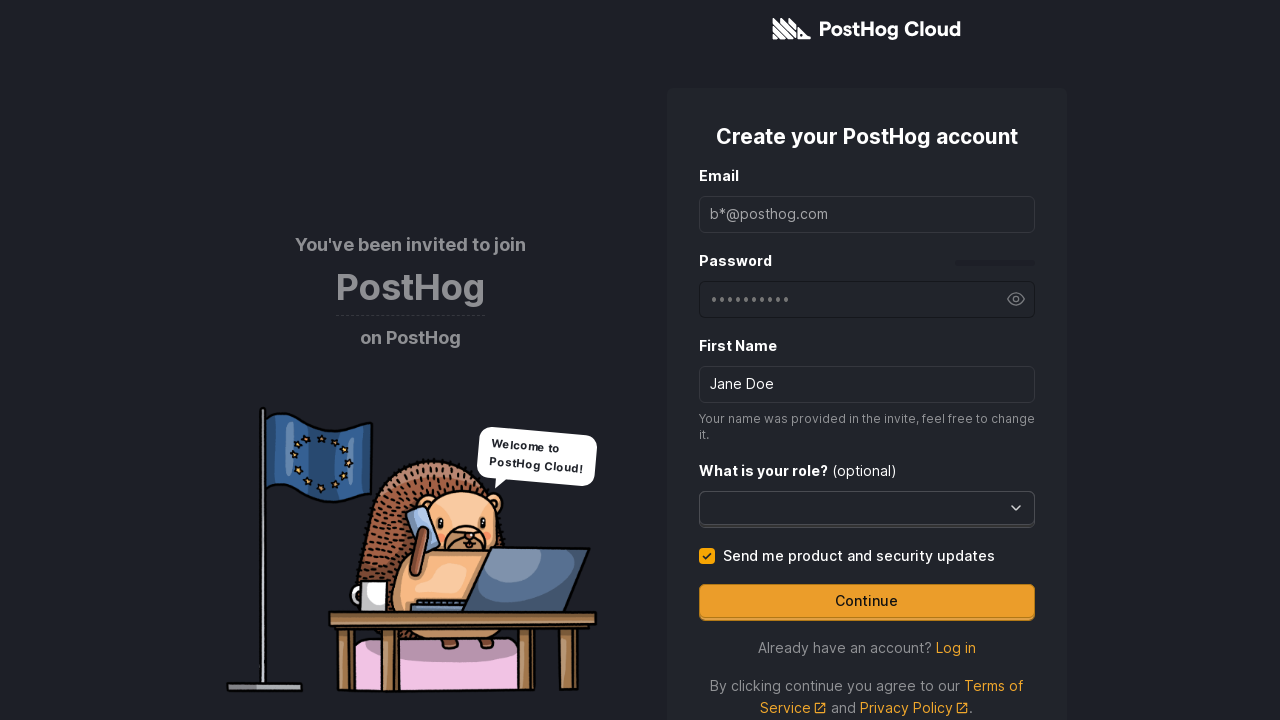 PostHog Cloud
You've been invited to join
PostHog
on PostHog
Welcome to
PostHog Cloud!
Create your PostHog account
Email
b*@posthog.com
Password
••••••••••
First Name
Jane Doe
Your name was provided in the invite, feel free to change
it.
What is your role? (optional)
Send me product and security updates
Continue
Already have an account? Log in
By clicking continue you agree to our Terms of
Service and Privacy Policy.